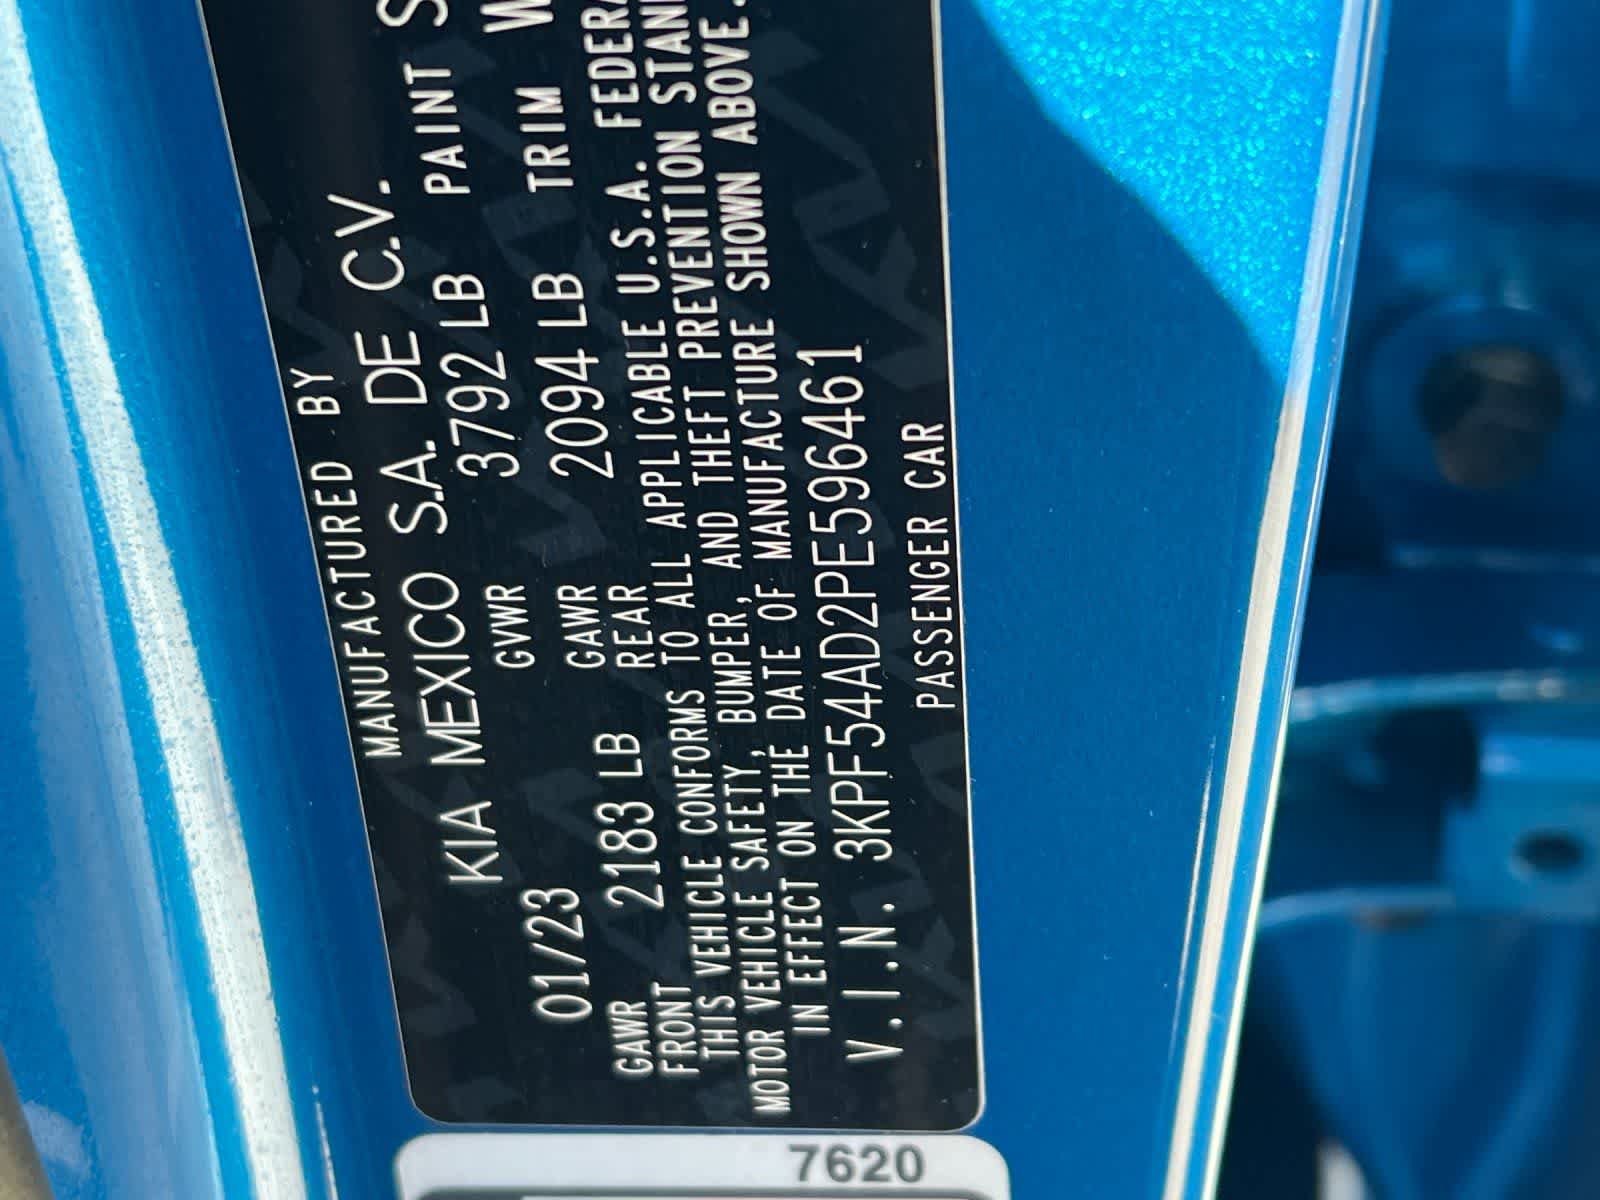 MANUFACTURED BY
KIA MEXICO S.A. DE C.V.
01/23 GVWR 3792 LB PAINT
GAWR FRONT 2183 LB GAWR REAR 2094 LB TRIM
THIS VEHICLE CONFORMS TO ALL APPLICABLE U.S.A.
MOTOR VEHICLE SAFETY, BUMPER, AND THEFT PREVENTION
IN EFFECT ON THE DATE OF MANUFACTURE SHOWN ABOVE.
V.I.N. 3KPF54AD2PE596461
PASSENGER CAR
7620